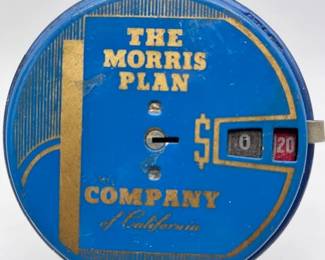 THE
MORRIS
PLAN
$ 0 20
COMPANY
of California